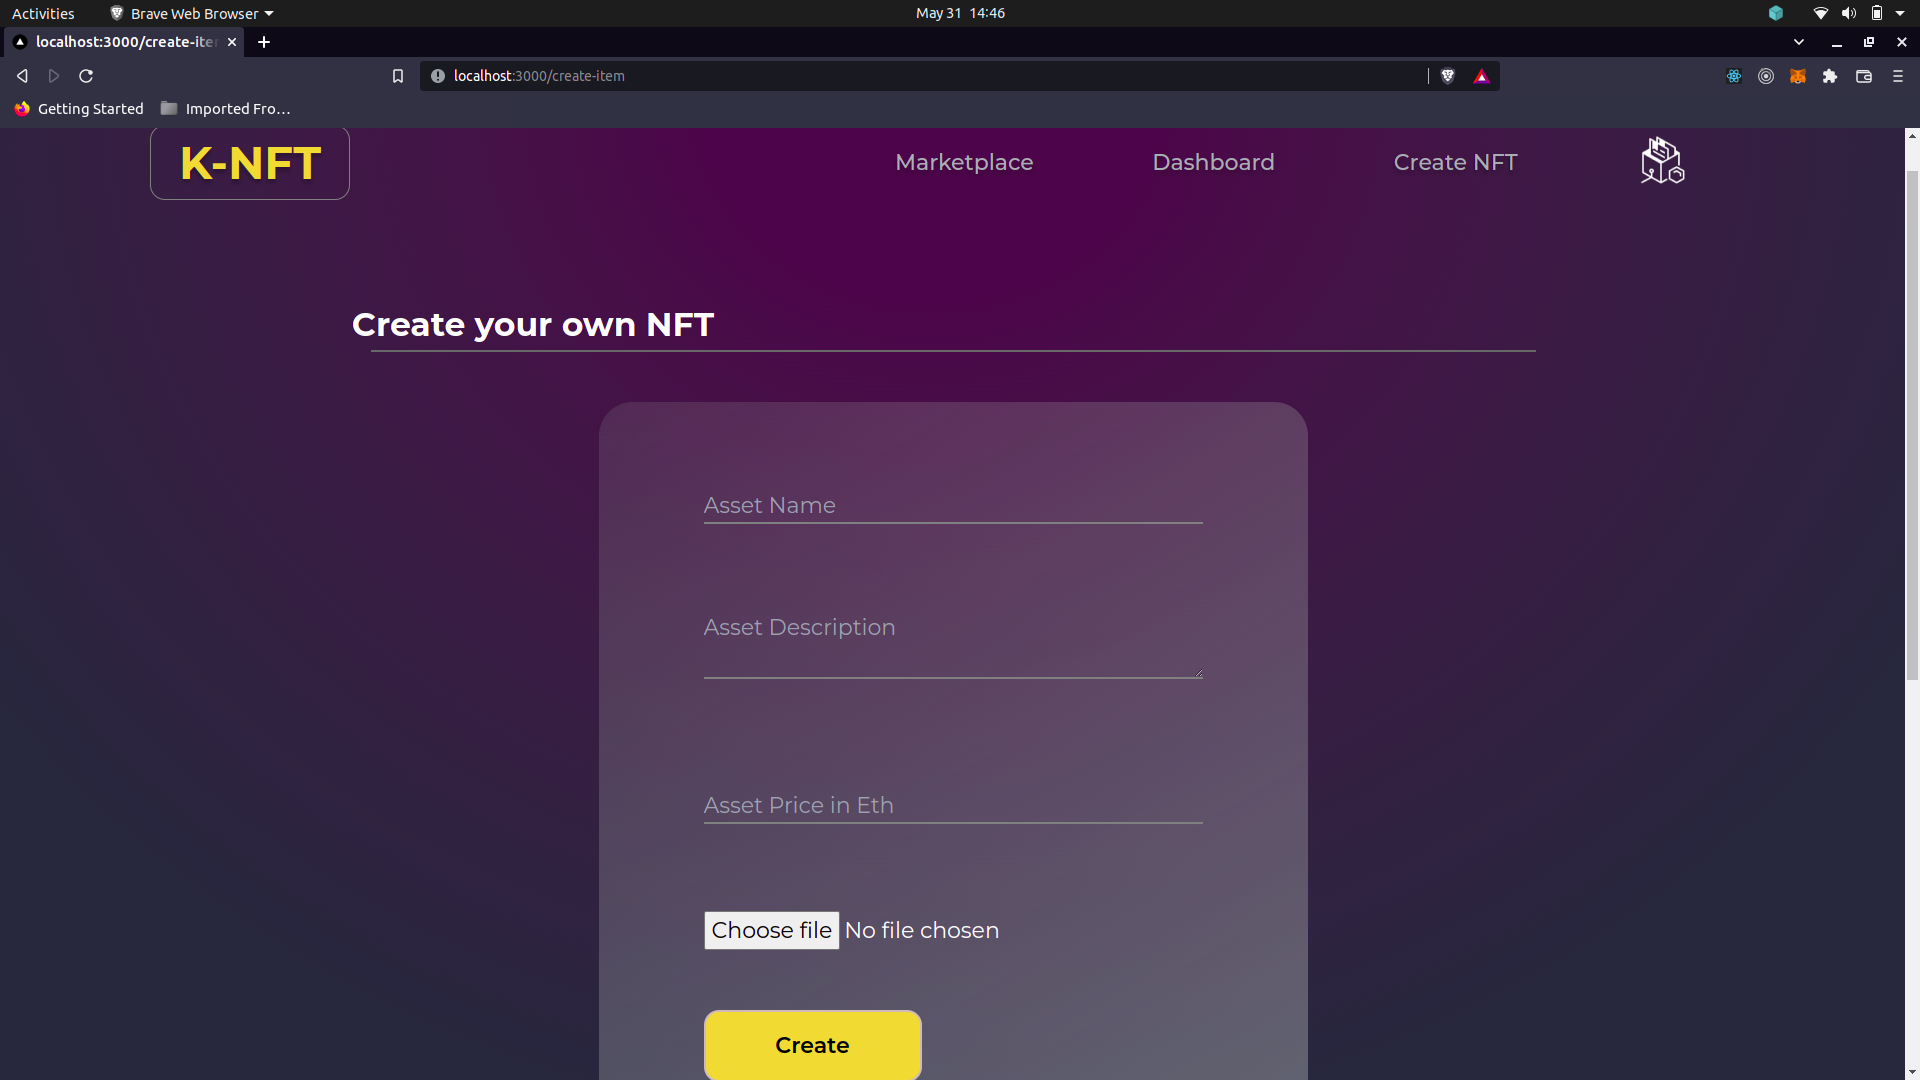 Activities
Brave Web Browser
May 31 14:46
localhost:3000/create-iter
localhost:3000/create-item
Getting Started
Imported Fro...
K-NFT
Marketplace
Dashboard
Create NFT
Create your own NFT
Asset Name
Asset Description
Asset Price in Eth
Choose file No file chosen
Create